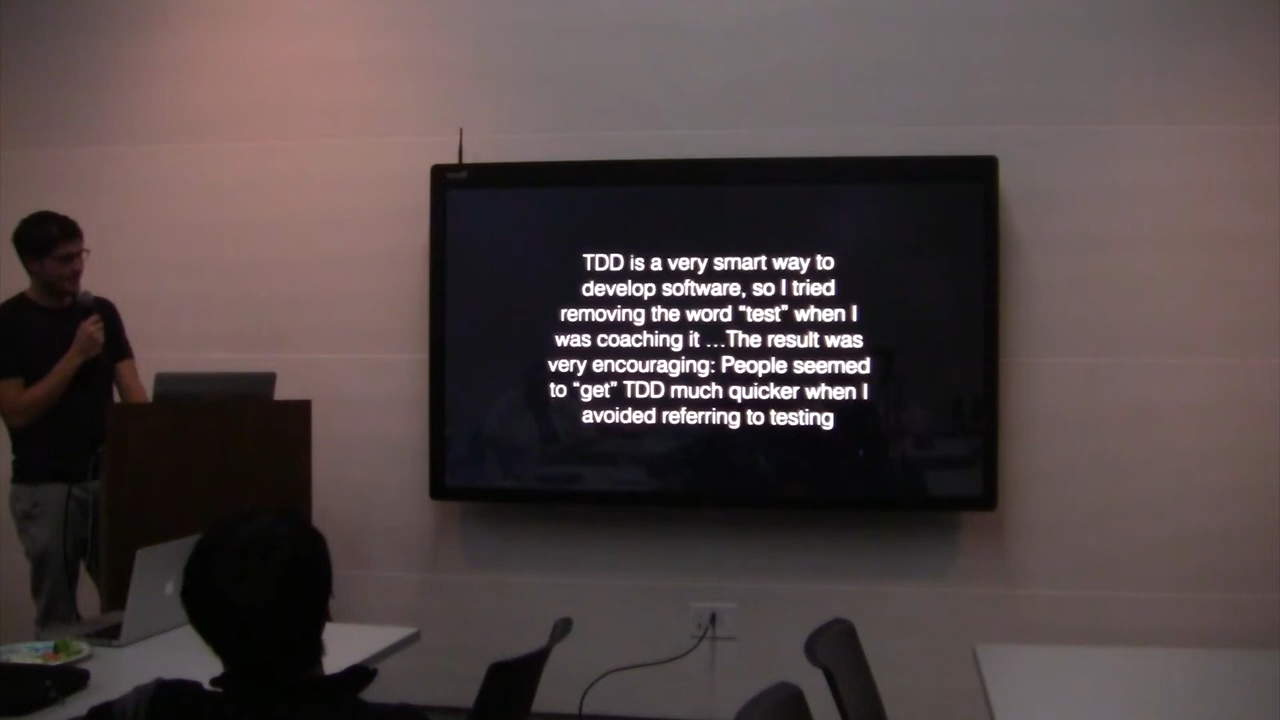 TDD is a very smart way to
develop software, so I tried
removing the word “test” when I
was coaching it …The result was
very encouraging: People seemed
to “get” TDD much quicker when I
avoided referring to testing